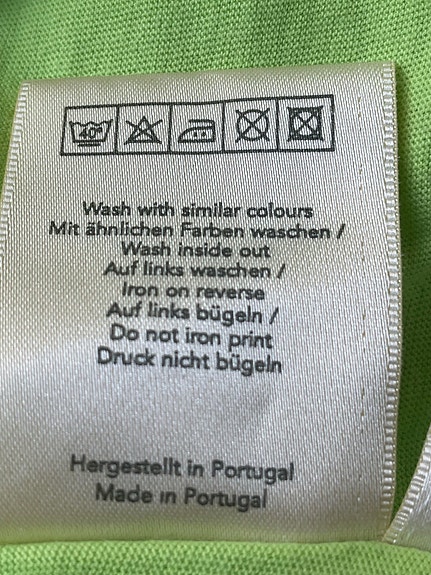 40°
Wash with similar colours
Mit ähnlichen Farben waschen /
Wash inside out
Auf links waschen /
Iron on reverse
Auf links bügeln /
Do not iron print
Druck nicht bügeln
Hergestellt in Portugal
Made in Portugal